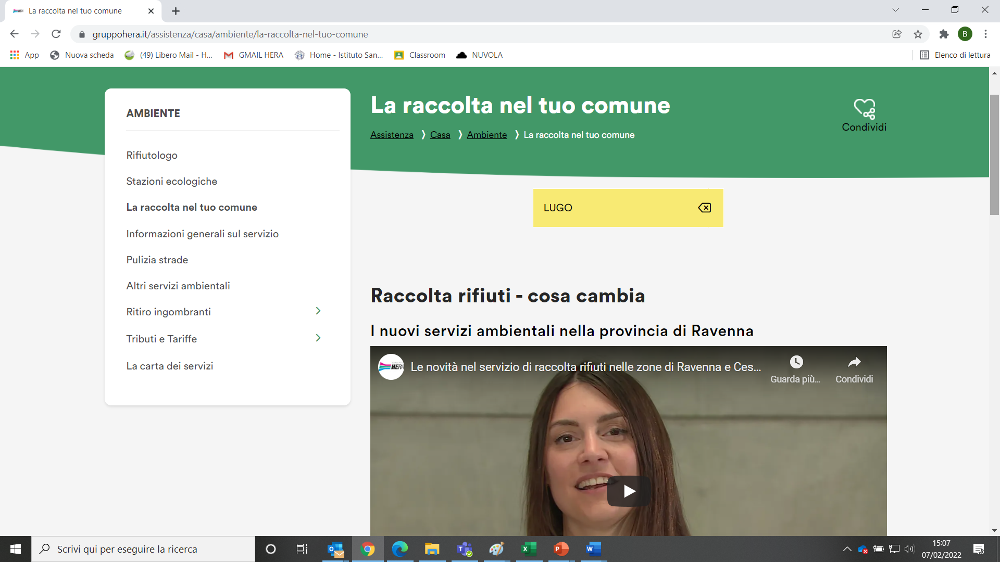 La raccolta nel tuo comune
gruppohera.it/assistenza/casa/ambiente/la-raccolta-nel-tuo-comune
B
App
Nuova scheda
(49) Libero Mail - H...
GMAIL HERA
Home - Istituto San...
Classroom
NUVOLA
Elenco di lettura
AMBIENTE
Rifiutologo
Stazioni ecologiche
La raccolta nel tuo comune
Informazioni generali sul servizio
Pulizia strade
Altri servizi ambientali
Ritiro ingombranti
Tributi e Tariffe
La carta dei servizi
La raccolta nel tuo comune
Assistenza ❭ Casa ❭ Ambiente ❭ La raccolta nel tuo comune
Condividi
LUGO
Raccolta rifiuti - cosa cambia
I nuovi servizi ambientali nella provincia di Ravenna
GRUPPO
HERA
Le novità nel servizio di raccolta rifiuti nelle zone di Ravenna e Ces...
Guarda più...
Condividi
Scrivi qui per eseguire la ricerca
15:07
07/02/2022